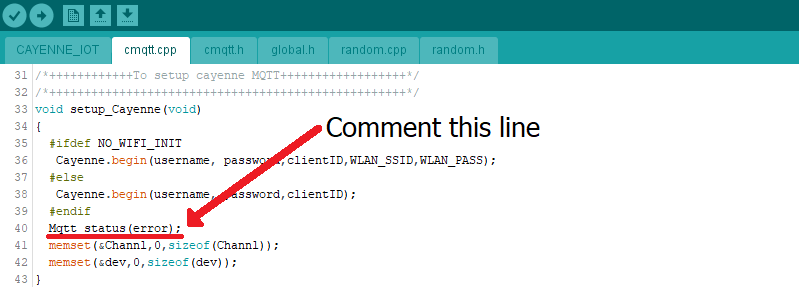 CAYENNE_IOT cmqtt.cpp cmqtt.h global.h random.cpp random.h
31 /*++++++++++++To setup cayenne MQTT++++++++++++++++++*/
32 /*+++++++++++++++++++++++++++++++++++++++++++++++++++*/
33 void setup_Cayenne(void)
34 {
Comment this line
35 #ifdef NO_WIFI_INIT
36 Cayenne.begin(username, password,clientID,WLAN_SSID,WLAN_PASS);
37 #else
38 Cayenne.begin(username, password,clientID);
39 #endif
40 Mqtt_status(error);
41 memset(&Channl,0,sizeof(Channl));
42 memset(&dev,0,sizeof(dev));
43 }